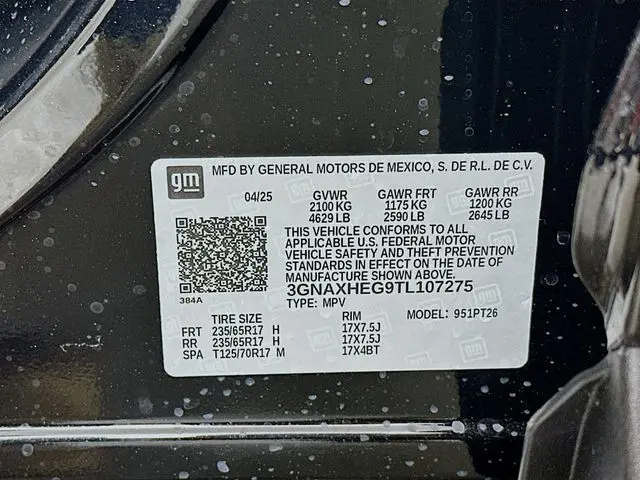 gm MFD BY GENERAL MOTORS DE MEXICO, S. DE R.L. DE C.V.
04/25 GVWR GAWR FRT GAWR RR
2100 KG 1175 KG 1200 KG
4629 LB 2590 LB 2645 LB
THIS VEHICLE CONFORMS TO ALL
APPLICABLE U.S. FEDERAL MOTOR
VEHICLE SAFETY AND THEFT PREVENTION
STANDARDS IN EFFECT ON THE DATE OF
MANUFACTURE SHOWN ABOVE.
384A
3GNAXHEG9TL107275
TYPE: MPV MODEL: 951PT26
TIRE SIZE RIM
FRT 235/65R17 H 17X7.5J
RR 235/65R17 H 17X7.5J
SPA T125/70R17 M 17X4BT